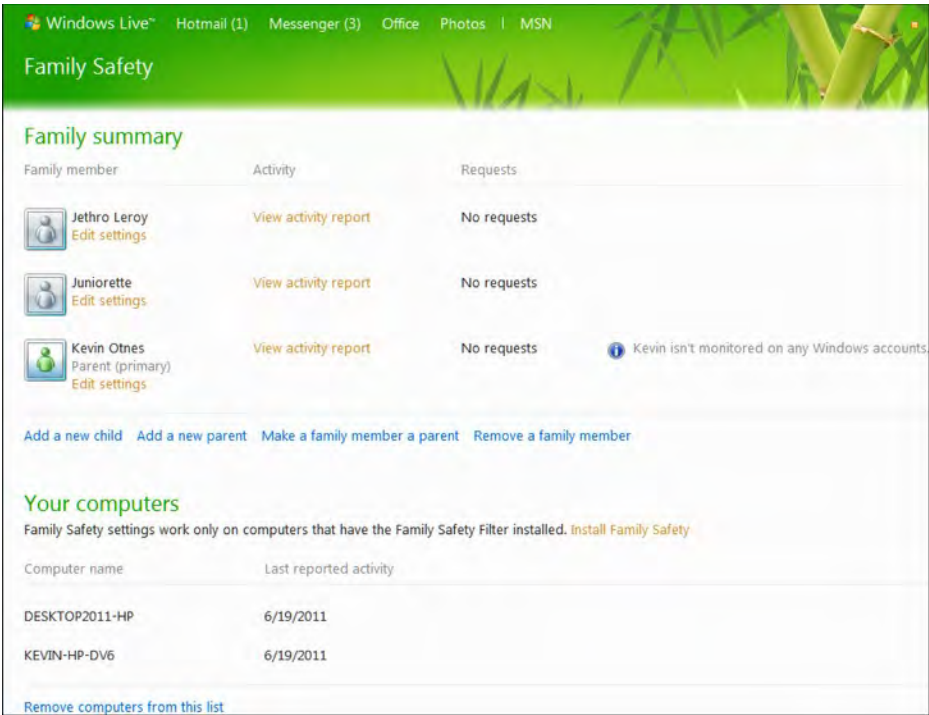 Windows Live™ Hotmail (1) Messenger (3) Office Photos | MSN
Family Safety
Family summary
Family member Activity Requests
Jethro Leroy View activity report No requests
Edit settings
Juniorette View activity report No requests
Edit settings
Kevin Otnes View activity report No requests Kevin isn't monitored on any Windows accounts.
Parent (primary)
Edit settings
Add a new child Add a new parent Make a family member a parent Remove a family member
Your computers
Family Safety settings work only on computers that have the Family Safety Filter installed. Install Family Safety
Computer name Last reported activity
DESKTOP2011-HP 6/19/2011
KEVIN-HP-DV6 6/19/2011
Remove computers from this list